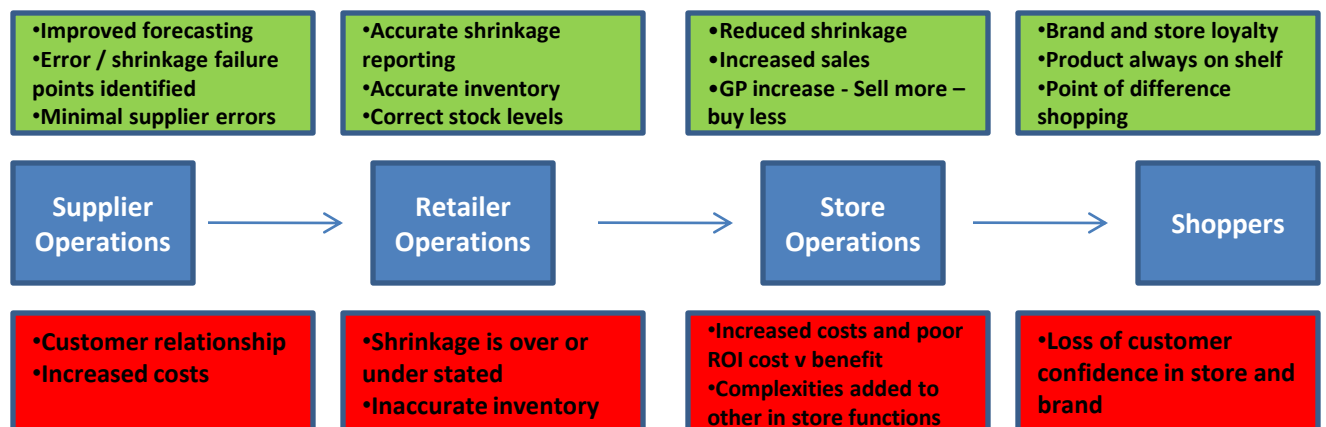 •Improved forecasting
•Error / shrinkage failure
points identified
•Minimal supplier errors
•Accurate shrinkage
reporting
•Accurate inventory
•Correct stock levels
•Reduced shrinkage
•Increased sales
•GP increase - Sell more –
buy less
•Brand and store loyalty
•Product always on shelf
•Point of difference
shopping
Supplier
Operations
Retailer
Operations
Store
Operations
Shoppers
•Customer relationship
•Increased costs
•Shrinkage is over or
under stated
•Inaccurate inventory
•Increased costs and poor
ROI cost v benefit
•Complexities added to
other in store functions
•Loss of customer
confidence in store and
brand